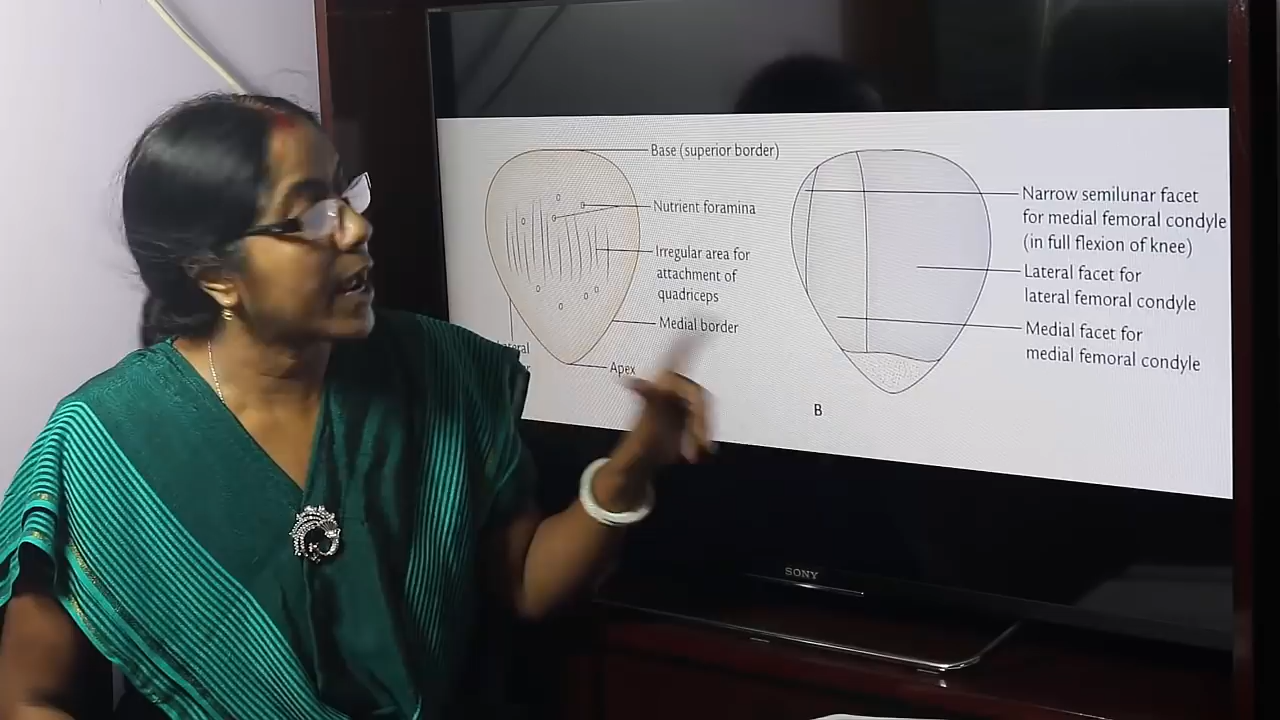 Base (superior border)
Nutrient foramina
Irregular area for
attachment of
quadriceps
Medial border
Apex
Narrow semilunar facet
for medial femoral condyle
(in full flexion of knee)
Lateral facet for
lateral femoral condyle
Medial facet for
medial femoral condyle
B
SONY